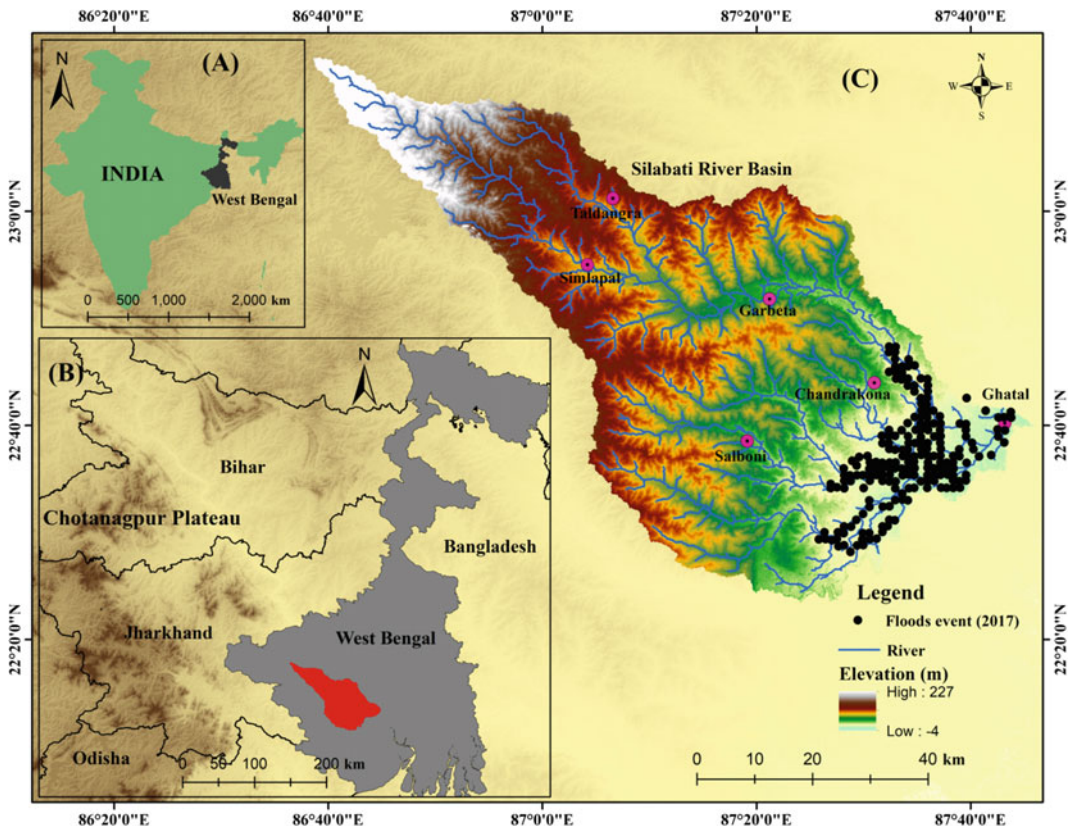 86°20'0"E 86°40'0"E 87°0'0"E 87°20'0"E 87°40'0"E
23°0'0"N
22°40'0"N
22°20'0"N
N
(A)
INDIA
West Bengal
0 500 1,000 2,000 km
(B)
N
Bihar
Chotanagpur Plateau
Bangladesh
Jharkhand
West Bengal
Odisha
0 50 100 200 km
(C)
N
W E
S
Silabati River Basin
Taldangra
Simlapal
Garbeta
Chandrakona
Ghatal
Salboni
Legend
Floods event (2017)
River
Elevation (m)
High : 227
Low : -4
0 10 20 40 km
23°0'0"N
22°40'0"N
22°20'0"N
86°20'0"E 86°40'0"E 87°0'0"E 87°20'0"E 87°40'0"E